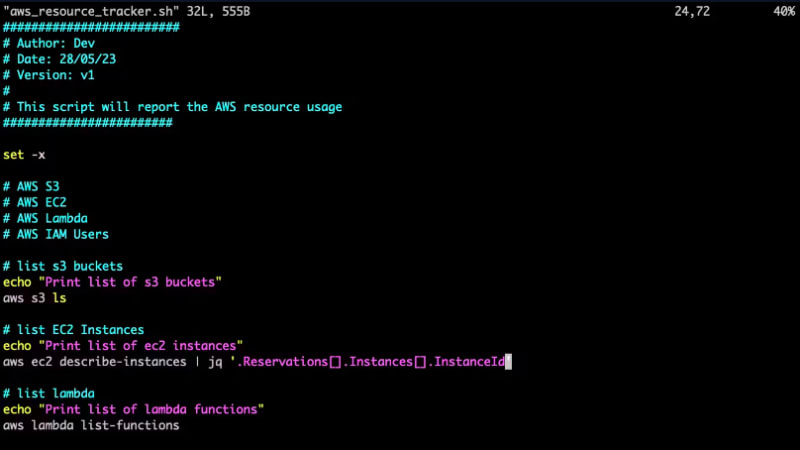 "aws_resource_tracker.sh" 32L, 555B 24,72 40%
#########################
# Author: Dev
# Date: 28/05/23
# Version: v1
#
# This script will report the AWS resource usage
########################
set -x
# AWS S3
# AWS EC2
# AWS Lambda
# AWS IAM Users
# list s3 buckets
echo "Print list of s3 buckets"
aws s3 ls
# list EC2 Instances
echo "Print list of ec2 instances"
aws ec2 describe-instances | jq '.Reservations[].Instances[].InstanceId'
# list lambda
echo "Print list of lambda functions"
aws lambda list-functions